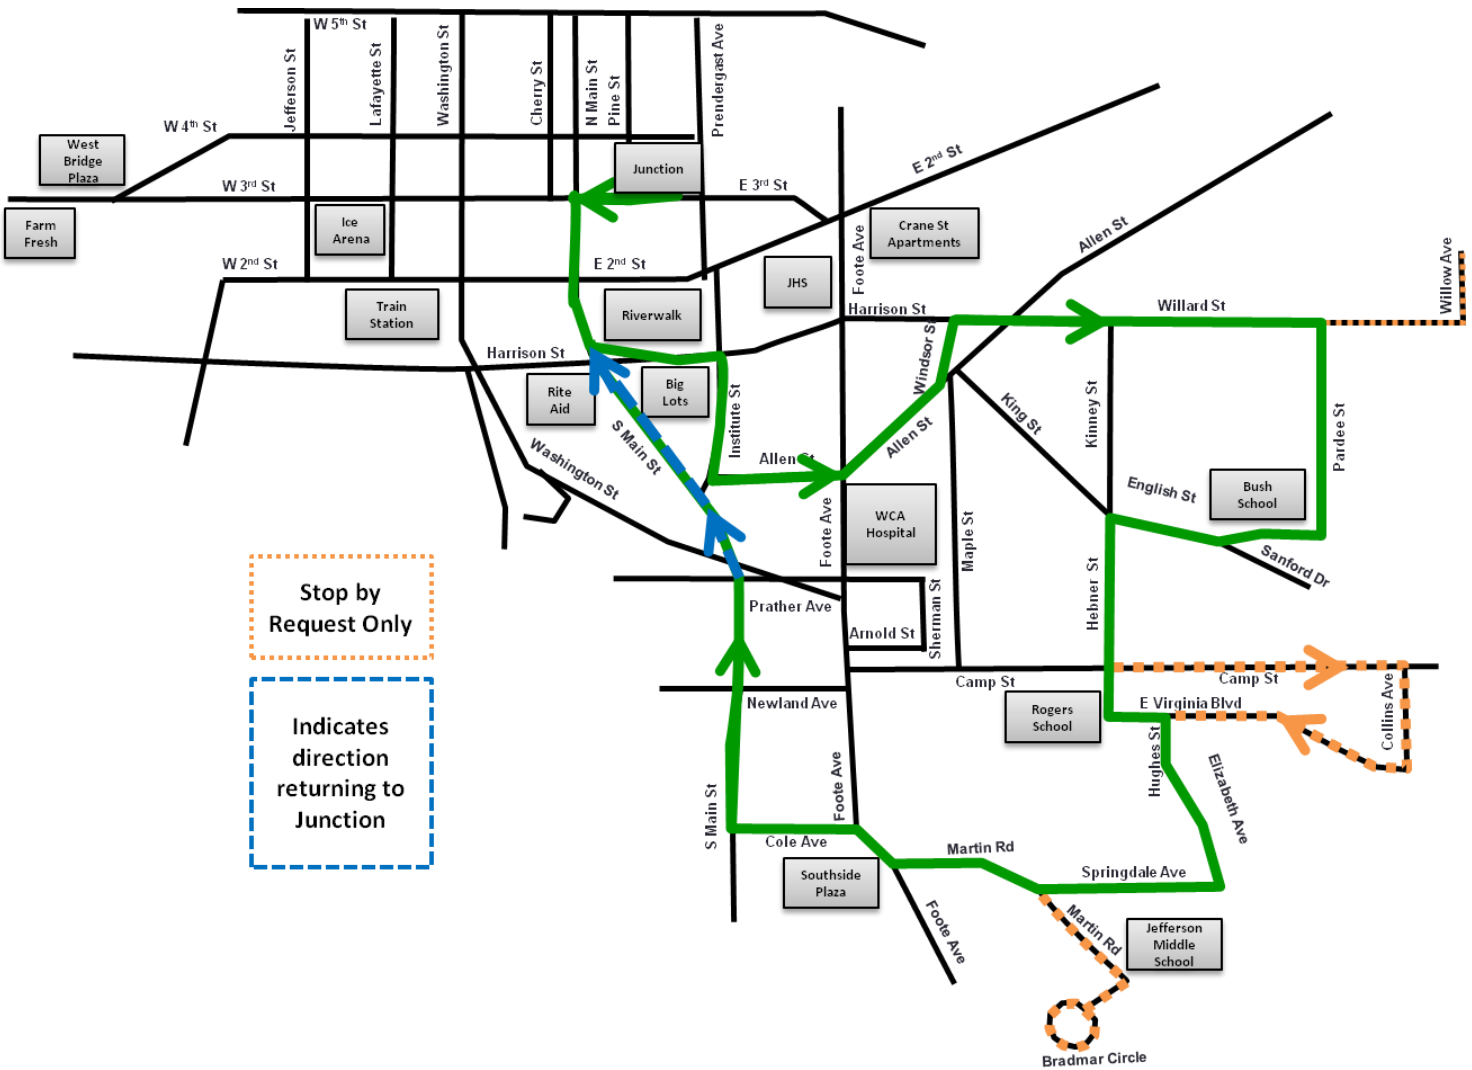 W 5th St
Jefferson St
Lafayette St
Washington St
Cherry St
N Main St
Pine St
Prendergast Ave
W 4th St
West
Bridge
Plaza
Junction
E 2nd St
W 3rd St
E 3rd St
Farm
Fresh
Ice
Arena
Crane St
Apartments
Foote Ave
Allen St
Willow Ave
W 2nd St
E 2nd St
JHS
Train
Station
Riverwalk
Harrison St
Willard St
Harrison St
Windsor St
Rite
Aid
Big
Lots
Institute St
S Main St
King St
Kinney St
Pardee St
Allen St
Allen St
Washington St
English St
Bush
School
Foote Ave
WCA
Hospital
Maple St
Sanford Dr
Hebner St
Stop by
Request Only
Prather Ave
Sherman St
Arnold St
Camp St
Camp St
Indicates
direction
returning to
Junction
Newland Ave
Rogers
School
E Virginia Blvd
Collins Ave
Hughes St
Elizabeth Ave
S Main St
Foote Ave
Cole Ave
Martin Rd
Springdale Ave
Southside
Plaza
Foote Ave
Martin Rd
Jefferson
Middle
School
Bradmar Circle